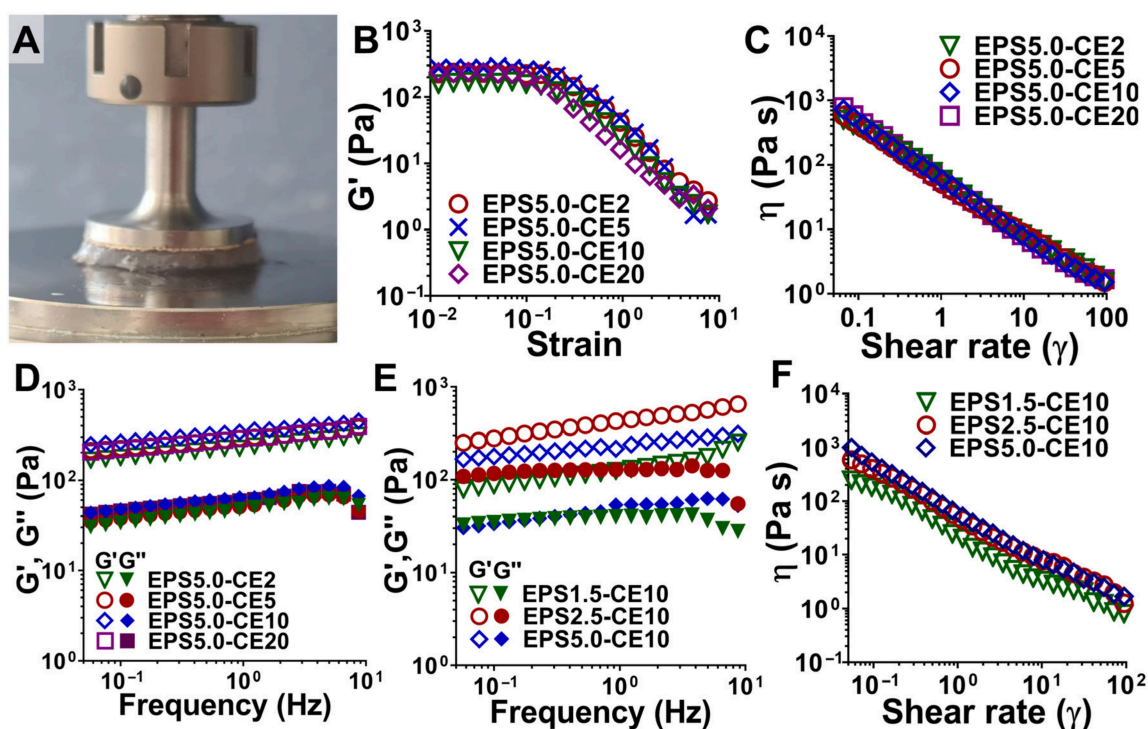 A
B
G' (Pa)
10³
10²
10¹
10⁰
10⁻¹
EPS5.0-CE2
EPS5.0-CE5
EPS5.0-CE10
EPS5.0-CE20
10⁻² 10⁻¹ 10⁰ 10¹
Strain
C
η (Pa s)
10⁴
10³
10²
10¹
10⁰
EPS5.0-CE2
EPS5.0-CE5
EPS5.0-CE10
EPS5.0-CE20
0.1 1 10 100
Shear rate (γ)
D
G', G" (Pa)
10³
10²
10¹
10⁰
G' G"
EPS5.0-CE2
EPS5.0-CE5
EPS5.0-CE10
EPS5.0-CE20
10⁻¹ 10⁰ 10¹
Frequency (Hz)
E
G', G" (Pa)
10³
10²
10¹
10⁰
G' G"
EPS1.5-CE10
EPS2.5-CE10
EPS5.0-CE10
10⁻¹ 10⁰ 10¹
Frequency (Hz)
F
η (Pa s)
10⁴
10³
10²
10¹
10⁰
10⁻¹
EPS1.5-CE10
EPS2.5-CE10
EPS5.0-CE10
10⁻¹ 10⁰ 10¹ 10²
Shear rate (γ)